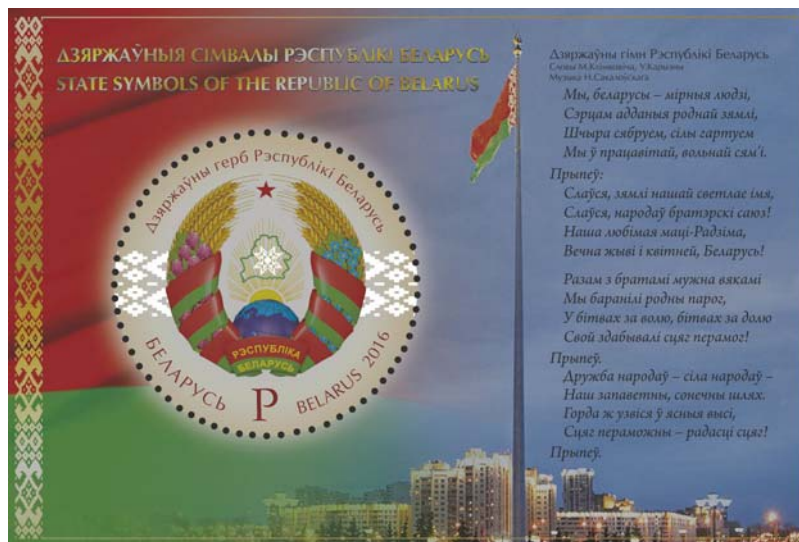 ДЗЯРЖАЎНЫЯ СІМВАЛЫ РЭСПУБЛІКІ БЕЛАРУСЬ
STATE SYMBOLS OF THE REPUBLIC OF BELARUS
Дзяржаўны герб Рэспублікі Беларусь
РЭСПУБЛІКА
БЕЛАРУСЬ
БЕЛАРУСЬ P BELARUS 2016
Дзяржаўны гімн Рэспублікі Беларусь
Словы М.Клімковіча, У.Карызны
Музыка Н.Сакалоўскага
Мы, беларусы – мірныя людзі,
Сэрцам адданыя роднай зямлі,
Шчыра сябруем, сілы гартуем
Мы ў працавітай, вольнай сям'і.
Прыпеў:
Слаўся, зямлі нашай светлае імя,
Слаўся, народаў братэрскі саюз!
Наша любімая маці-Радзіма,
Вечна жыві і квітней, Беларусь!
Разам з братамі мужна вякамі
Мы баранілі родны парог,
У бітвах за волю, бітвах за долю
Свой здабывалі сцяг перамог!
Прыпеў.
Дружба народаў – сіла народаў –
Наш запаветны, сонечны шлях.
Горда ж узвіся ў ясныя высі,
Сцяг пераможны – радасці сцяг!
Прыпеў.